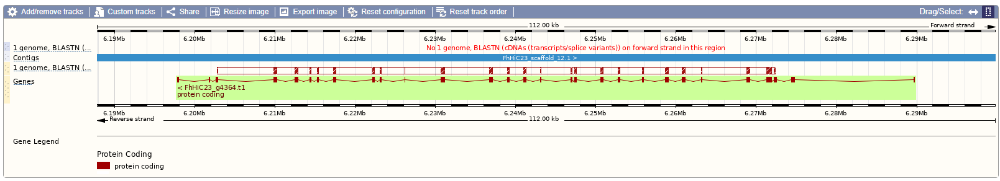 Add/remove tracks Custom tracks Share Resize image Export image Reset configuration Reset track order Drag/Select:
112.00 kb Forward strand
6.19Mb 6.20Mb 6.21Mb 6.22Mb 6.23Mb 6.24Mb 6.25Mb 6.26Mb 6.27Mb 6.28Mb 6.29Mb
1 genome, BLASTN (... No 1 genome, BLASTN (cDNAs (transcripts/splice variants)) on forward strand in this region
Contigs FhHiC23_scaffold_12.1 >
1 genome, BLASTN (...
Genes
< FhHiC23_g4364.t1
protein coding
6.19Mb 6.20Mb 6.21Mb 6.22Mb 6.23Mb 6.24Mb 6.25Mb 6.26Mb 6.27Mb 6.28Mb 6.29Mb
Reverse strand 112.00 kb
Gene Legend
Protein Coding
protein coding